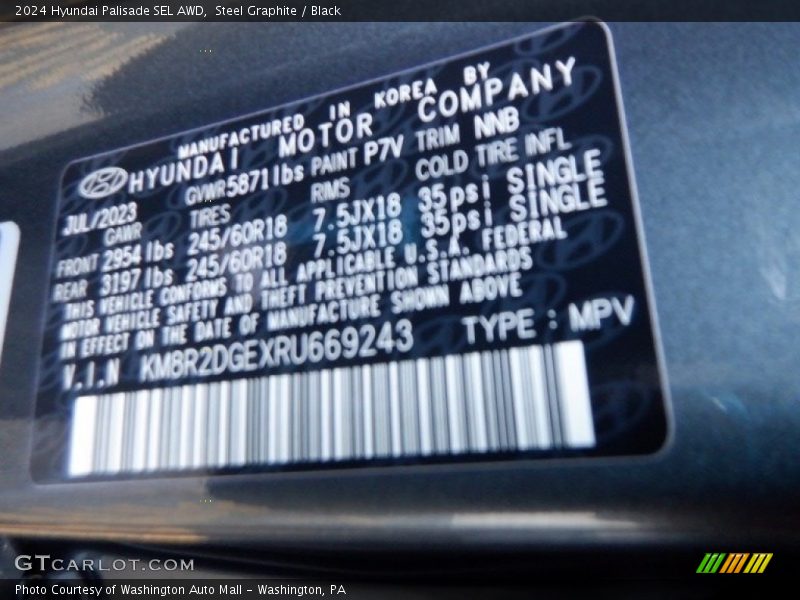 2024 Hyundai Palisade SEL AWD,  Steel Graphite / Black
MANUFACTURED IN KOREA BY
HYUNDAI MOTOR COMPANY
JUL/2023 GVWR5871lbs PAINT P7V TRIM NNB
GAWR TIRES RIMS COLD TIRE INFL
FRONT 2954 lbs 245/60R18 7.5JX18 35psi SINGLE
REAR 3197 lbs 245/60R18 7.5JX18 35psi SINGLE
THIS VEHICLE CONFORMS TO ALL APPLICABLE U.S.A. FEDERAL
MOTOR VEHICLE SAFETY AND THEFT PREVENTION STANDARDS
IN EFFECT ON THE DATE OF MANUFACTURE SHOWN ABOVE
V.I.N KM8R2DGEXRU669243 TYPE : MPV
GTCARLOT.COM
Photo Courtesy of Washington Auto Mall - Washington, PA